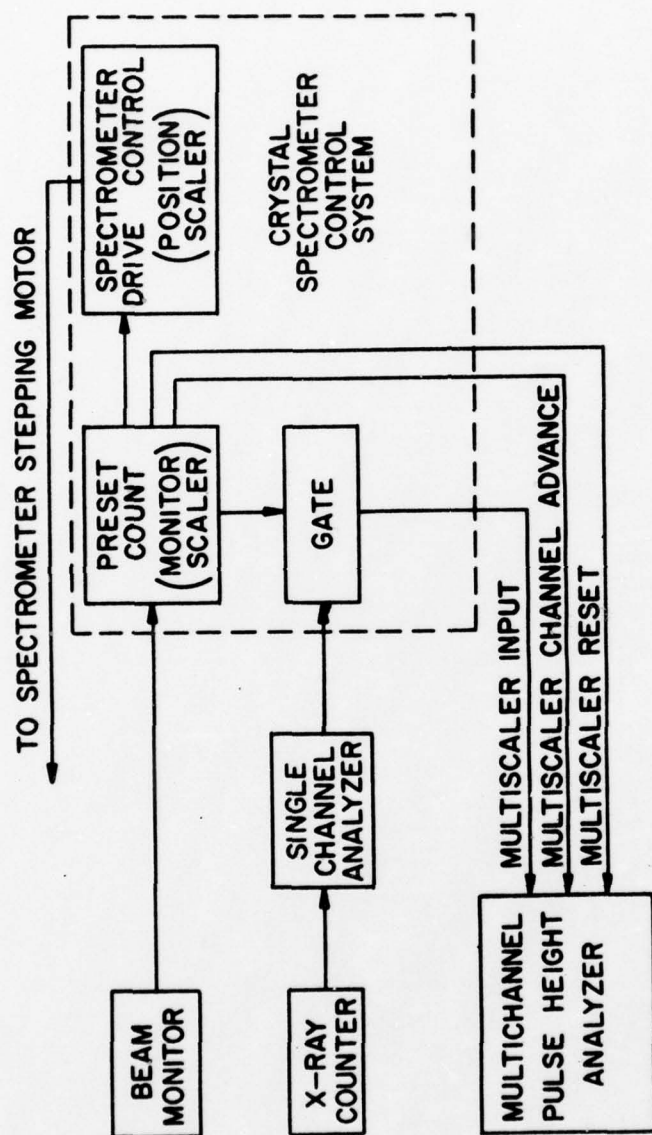 TO SPECTROMETER STEPPING MOTOR
BEAM
MONITOR
PRESET
COUNT
(MONITOR
SCALER)
SPECTROMETER
DRIVE CONTROL
(POSITION
SCALER)
X-RAY
COUNTER
SINGLE
CHANNEL
ANALYZER
GATE
CRYSTAL
SPECTROMETER
CONTROL
SYSTEM
MULTICHANNEL
PULSE HEIGHT
ANALYZER
MULTISCALER INPUT
MULTISCALER CHANNEL ADVANCE
MULTISCALER RESET